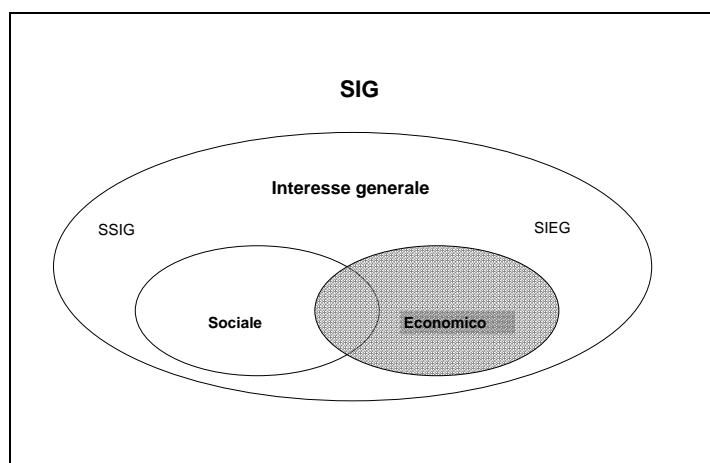 SIG
Interesse generale
SSIG
SIEG
Sociale
Economico